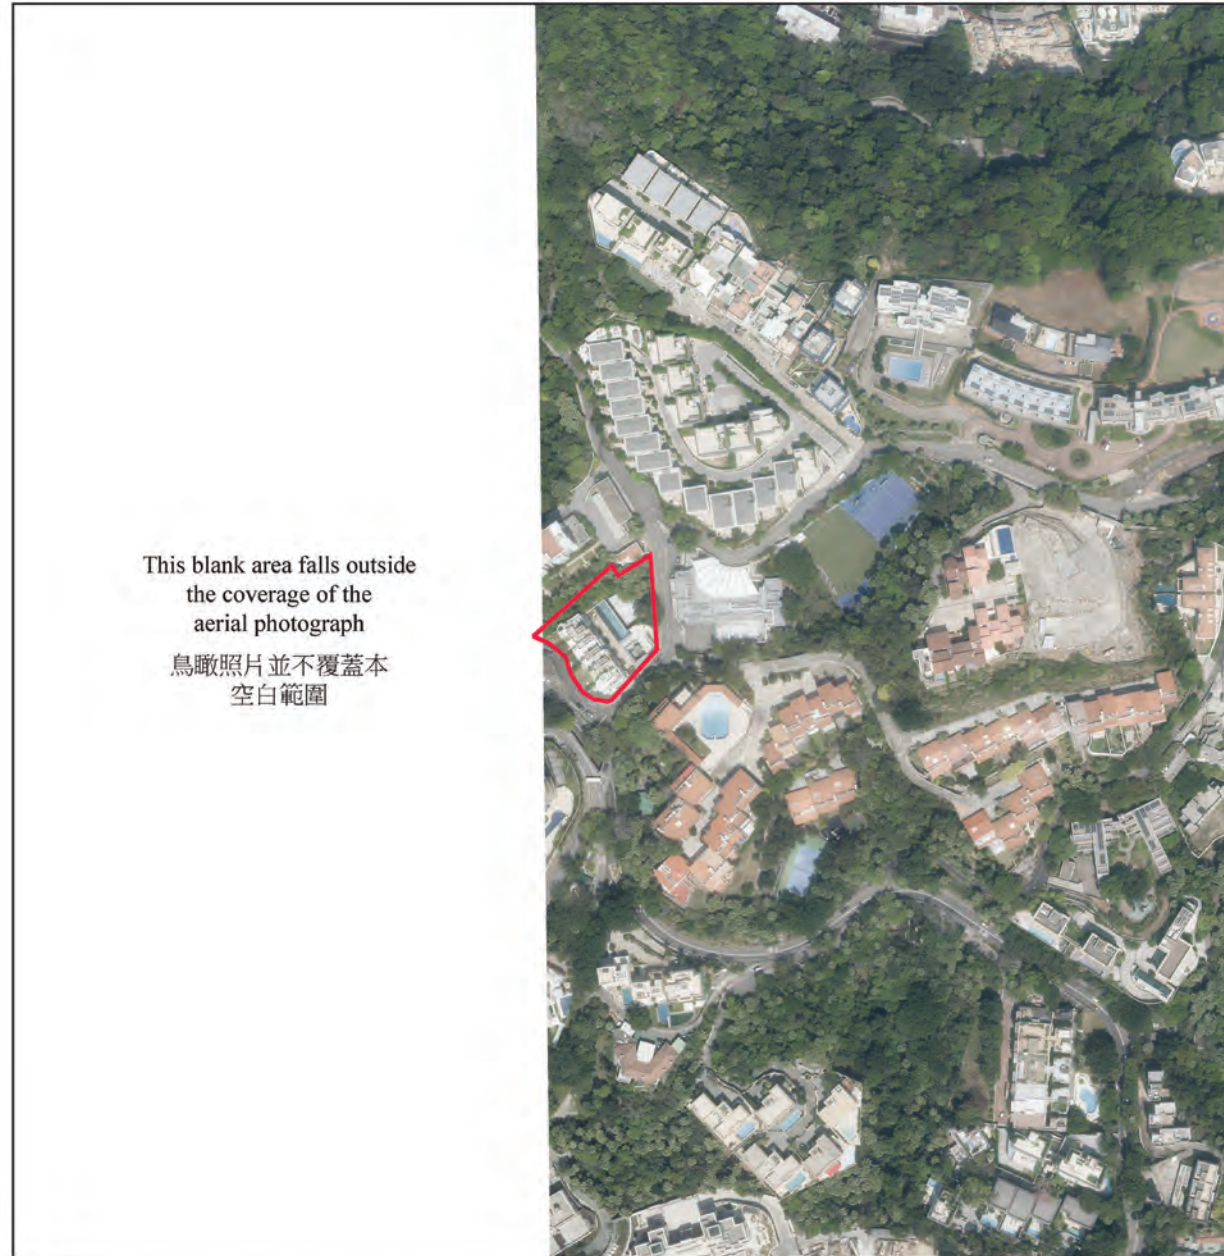 This blank area falls outside
the coverage of the
aerial photograph
鳥瞰照片並不覆蓋本
空白範圍